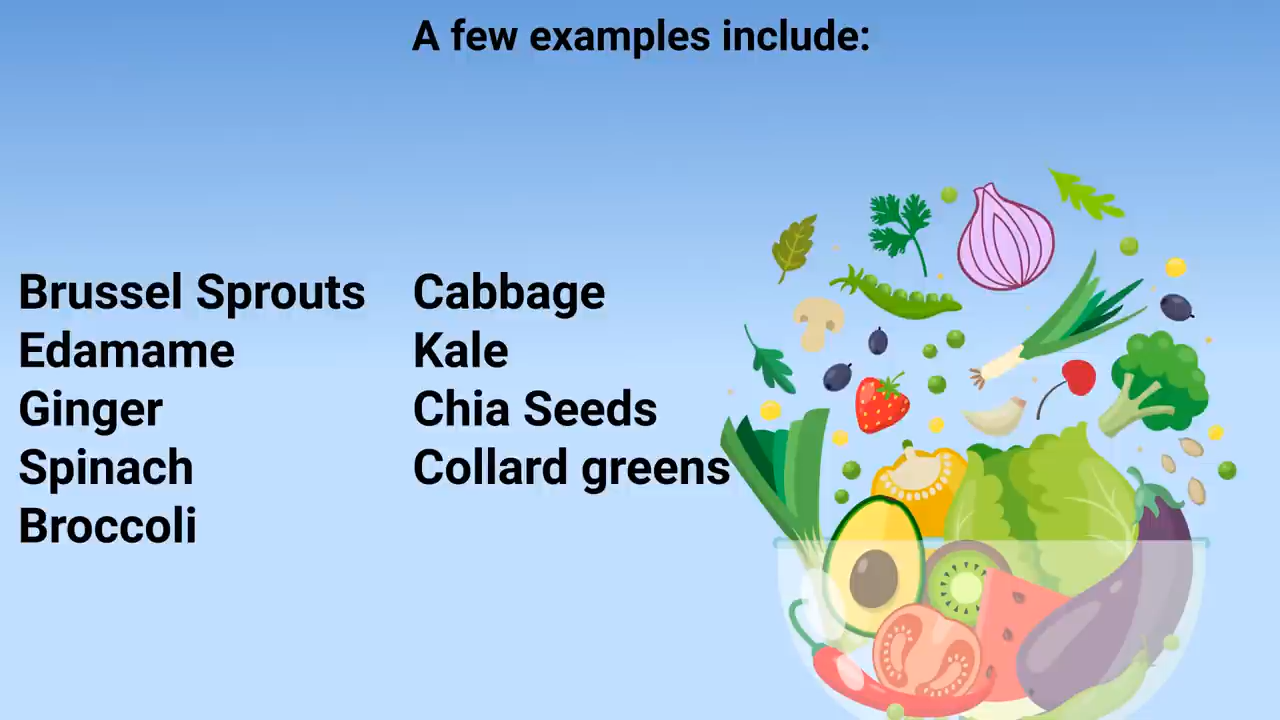 A few examples include:
Brussel Sprouts
Edamame
Ginger
Spinach
Broccoli
Cabbage
Kale
Chia Seeds
Collard greens